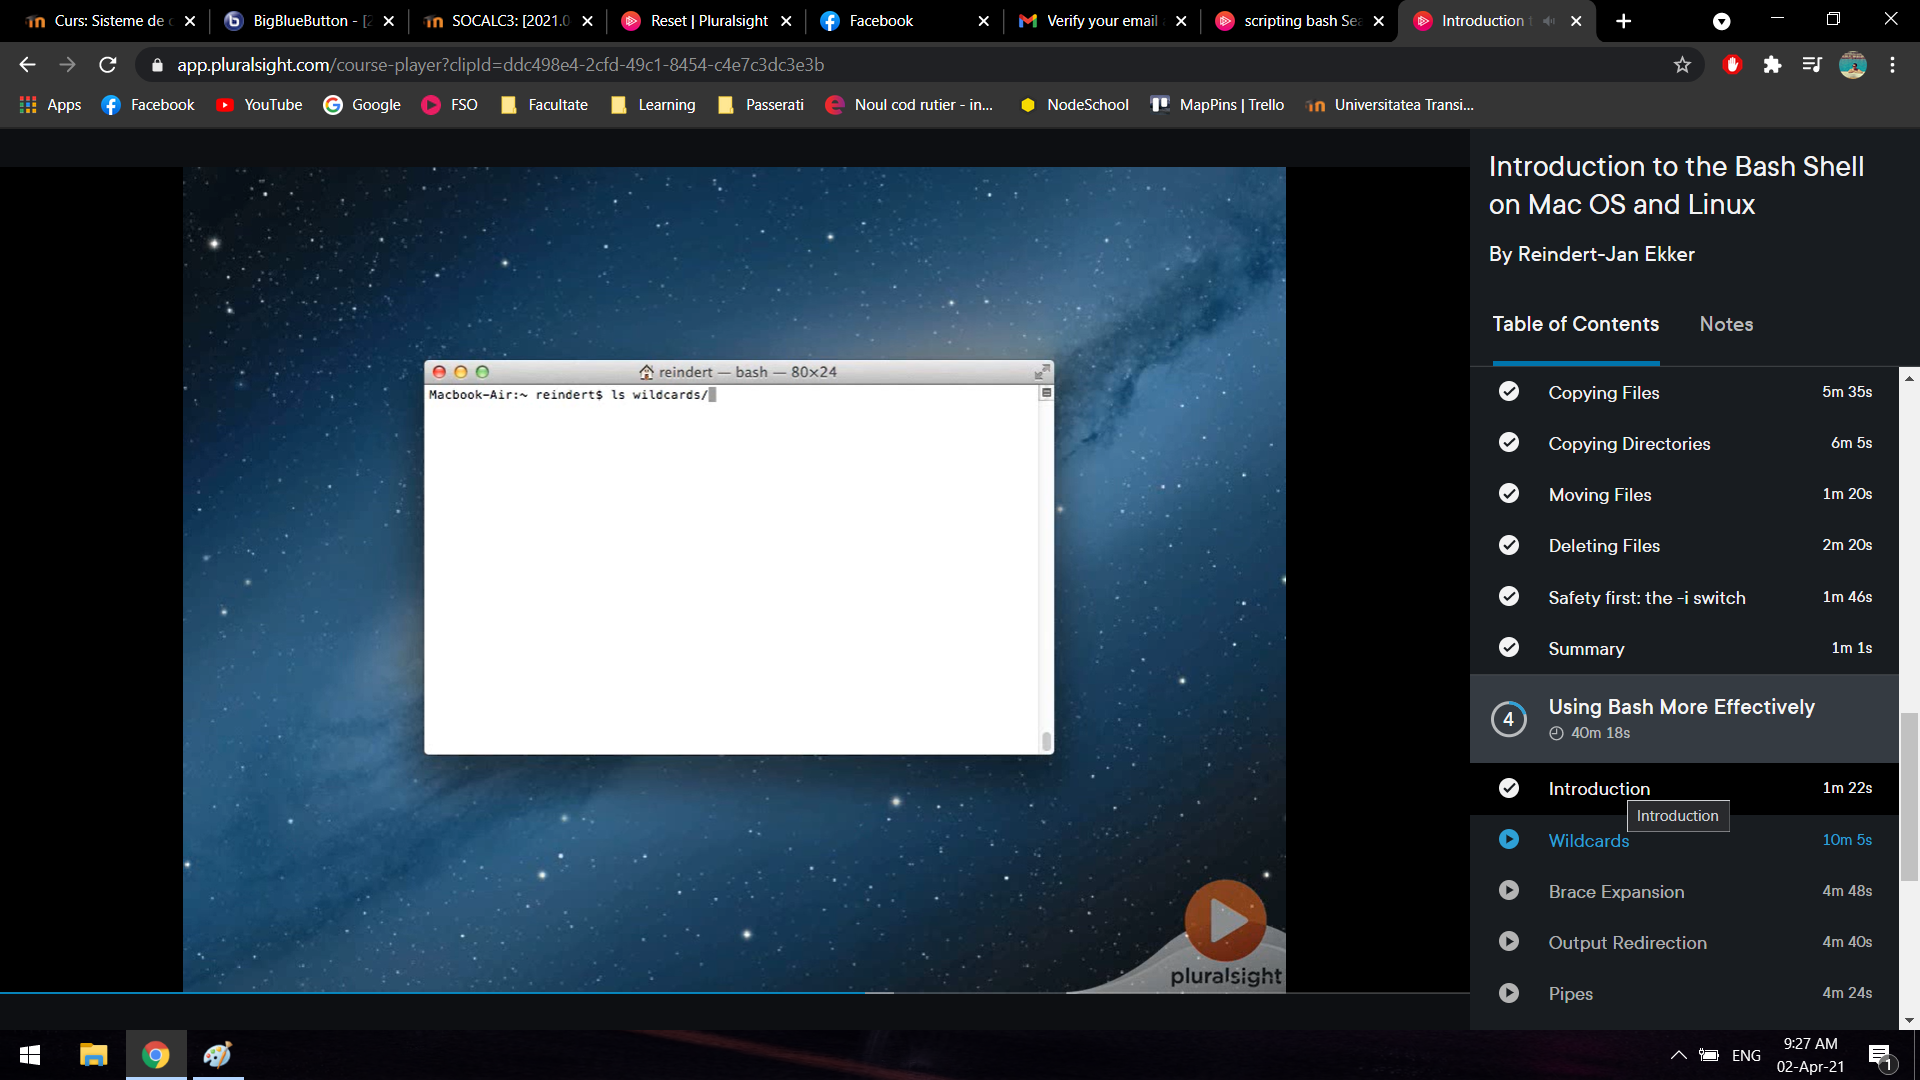 Curs: Sisteme de
BigBlueButton - [
SOCALC3: [2021.0
Reset | Pluralsight
Facebook
Verify your email
scripting bash Sea
Introduction
app.pluralsight.com/course-player?clipId=ddc498e4-2cfd-49c1-8454-c4e7c3dc3e3b
Apps
Facebook
YouTube
Google
FSO
Facultate
Learning
Passerati
Noul cod rutier - in...
NodeSchool
MapPins | Trello
Universitatea Transi...
reindert — bash — 80×24
Macbook-Air:~ reindert$ ls wildcards/
pluralsight
Introduction to the Bash Shell
on Mac OS and Linux
By Reindert-Jan Ekker
Table of Contents
Notes
Copying Files 5m 35s
Copying Directories 6m 5s
Moving Files 1m 20s
Deleting Files 2m 20s
Safety first: the -i switch 1m 46s
Summary 1m 1s
4 Using Bash More Effectively
40m 18s
Introduction 1m 22s
Introduction
Wildcards 10m 5s
Brace Expansion 4m 48s
Output Redirection 4m 40s
Pipes 4m 24s
ENG
9:27 AM
02-Apr-21
1